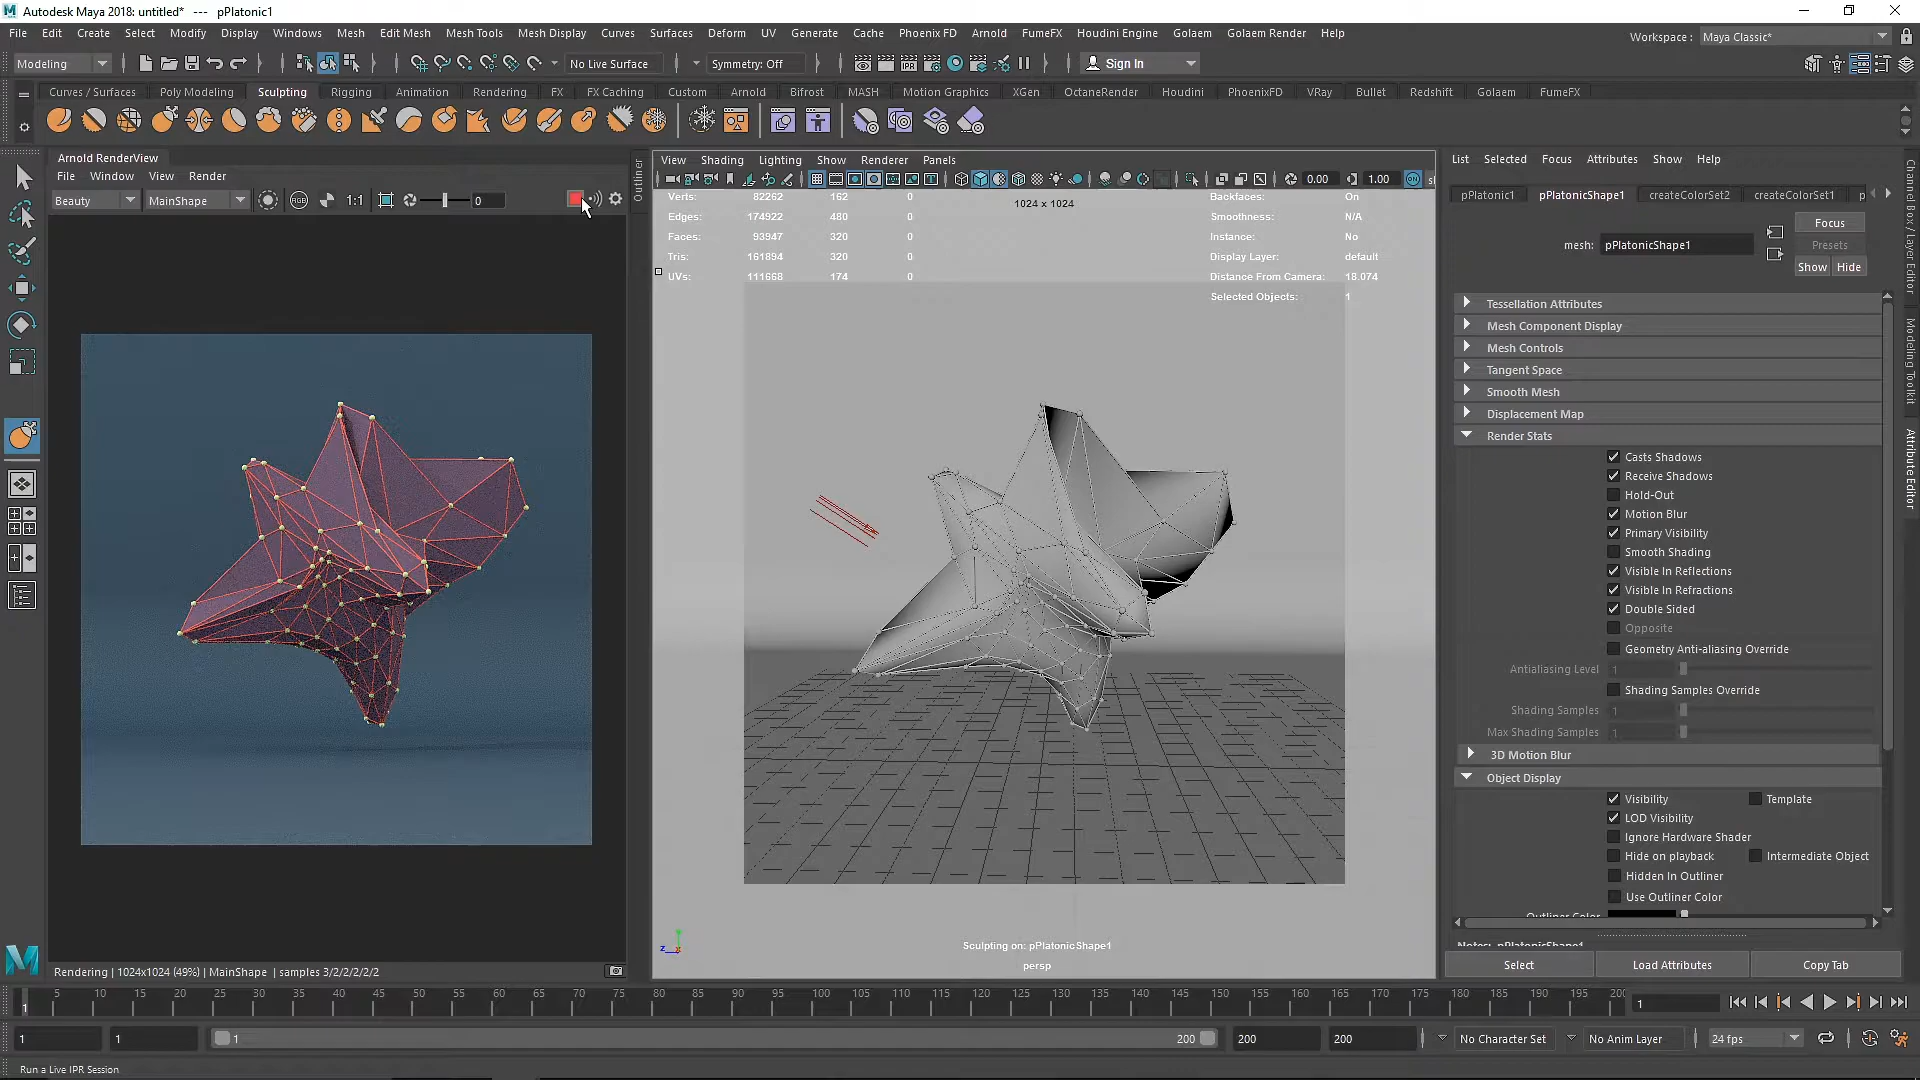 Autodesk Maya 2018: untitled*   ---   pPlatonic1
File Edit Create Select Modify Display Windows Mesh Edit Mesh Mesh Tools Mesh Display Curves Surfaces Deform UV Generate Cache Phoenix FD Arnold FumeFX Houdini Engine Golaem Golaem Render Help
Workspace : Maya Classic*
Modeling No Live Surface Symmetry: Off Sign In
Curves / Surfaces Poly Modeling Sculpting Rigging Animation Rendering FX FX Caching Custom Arnold Bifrost MASH Motion Graphics XGen OctaneRender Houdini PhoenixFD VRay Bullet Redshift Golaem FumeFX
Arnold RenderView
File Window View Render
Beauty MainShape 1:1 0
Outliner
View Shading Lighting Show Renderer Panels
0.00 1.00
Verts: 82262 162 0
Edges: 174922 480 0
Faces: 93947 320 0
Tris: 161894 320 0
UVs: 111668 174 0
1024 x 1024
Backfaces: On
Smoothness: N/A
Instance: No
Display Layer: default
Distance From Camera: 18.074
Selected Objects: 1
Sculpting on: pPlatonicShape1
persp
z
Rendering | 1024x1024 (49%) | MainShape | samples 3/2/2/2/2/2
List Selected Focus Attributes Show Help
pPlatonic1 pPlatonicShape1 createColorSet2 createColorSet1 p
mesh: pPlatonicShape1
Focus
Presets
Show Hide
Tessellation Attributes
Mesh Component Display
Mesh Controls
Tangent Space
Smooth Mesh
Displacement Map
Render Stats
Casts Shadows
Receive Shadows
Hold-Out
Motion Blur
Primary Visibility
Smooth Shading
Visible In Reflections
Visible In Refractions
Double Sided
Opposite
Geometry Anti-aliasing Override
Antialiasing Level 1
Shading Samples Override
Shading Samples 1
Max Shading Samples 1
3D Motion Blur
Object Display
Visibility Template
LOD Visibility
Ignore Hardware Shader
Hide on playback Intermediate Object
Hidden In Outliner
Use Outliner Color
Outliner Color
Notes: pPlatonicShape1
Select Load Attributes Copy Tab
Channel Box / Layer Editor
Modeling Toolkit
Attribute Editor
1 5 10 15 20 25 30 35 40 45 50 55 60 65 70 75 80 85 90 95 100 105 110 115 120 125 130 135 140 145 150 155 160 165 170 175 180 185 190 195 200 1
1 1 1 200 200 200 No Character Set No Anim Layer 24 fps
Run a Live IPR Session